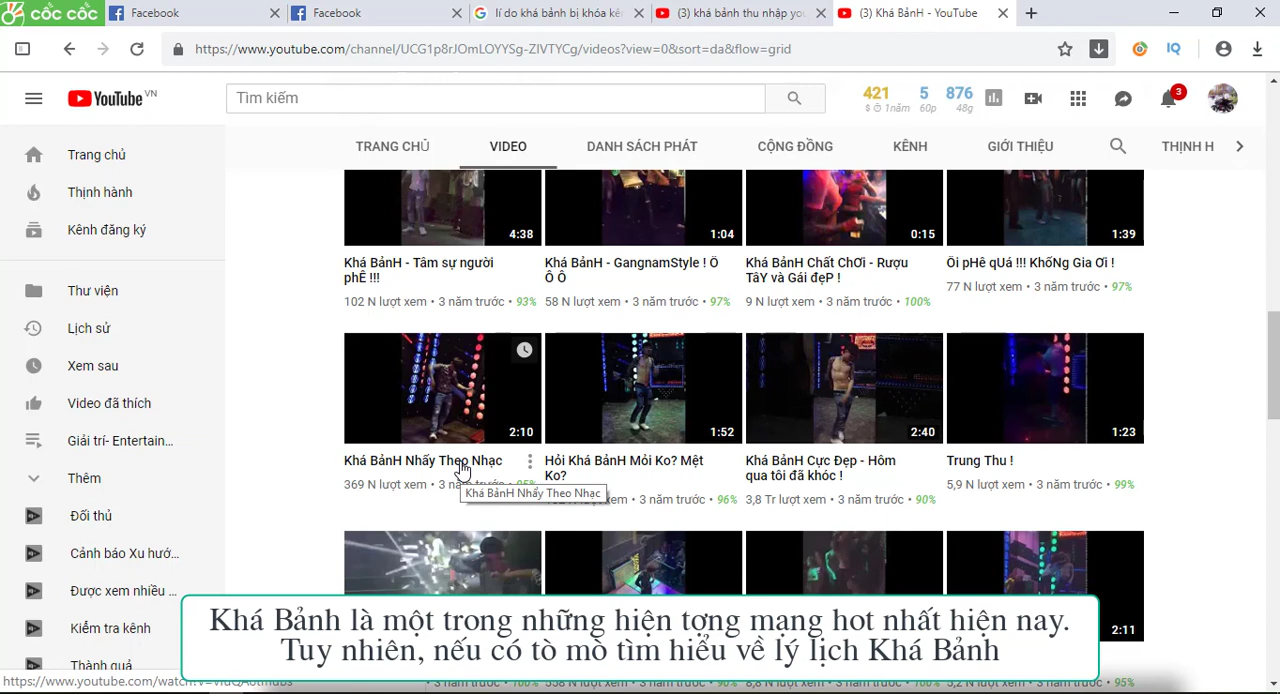 cốc cốc Facebook Facebook lí do khá bảnh bị khóa kê (3) khá bảnh thu nhập you (3) Khá BảnH - YouTube
https://www.youtube.com/channel/UCG1p8rJOmLOYYSg-ZIVTYCg/videos?view=0&sort=da&flow=grid IQ
YouTube VN Tìm kiếm 421 5 876 3
$ 1năm 60p 48g
TRANG CHỦ VIDEO DANH SÁCH PHÁT CỘNG ĐỒNG KÊNH GIỚI THIỆU THỊNH H
Trang chủ
Thịnh hành
Kênh đăng ký
Thư viện
Lịch sử
Xem sau
Video đã thích
Giải trí- Entertain...
Thêm
Đối thủ
Cảnh báo Xu hướ...
Được xem nhiều ...
Kiểm tra kênh
Thành quả
4:38 1:04 0:15 1:39
Khá BảnH - Tâm sự người
phÊ !!!
102 N lượt xem • 3 năm trước • 93%
Khá BảnH - GangnamStyle ! Ô
Ô Ô
58 N lượt xem • 3 năm trước • 97%
Khá BảnH Chất ChƠi - Rượu
TâY và Gái đẹP !
9 N lượt xem • 3 năm trước • 100%
Ôi pHê qUá !!! KhốNg Gia Ơi !
77 N lượt xem • 3 năm trước • 97%
2:10 1:52 2:40 1:23
Khá BảnH Nhẩy Theo Nhạc
369 N lượt xem • 3 năm
Khá BảnH Nhẩy Theo Nhạc
Hỏi Khá BảnH Mỏi Ko? Mệt
Ko?
xem • 3 năm trước • 96%
Khá BảnH Cực Đẹp - Hôm
qua tôi đã khóc !
3,8 Tr lượt xem • 3 năm trước • 90%
Trung Thu !
5,9 N lượt xem • 3 năm trước • 99%
2:11
Khá Bảnh là một trong những hiện tợng mạng hot nhất hiện nay.
Tuy nhiên, nếu có tò mò tìm hiểu về lý lịch Khá Bảnh